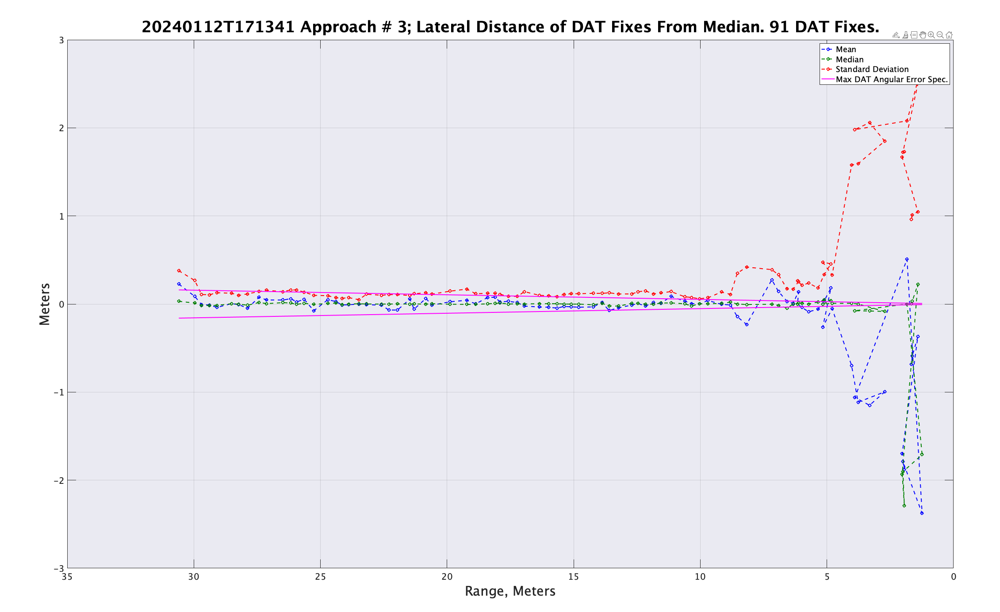 20240112T171341 Approach # 3; Lateral Distance of DAT Fixes From Median. 91 DAT Fixes.
Mean
Median
Standard Deviation
Max DAT Angular Error Spec.
3
2
1
0
-1
-2
-3
Meters
35 30 25 20 15 10 5 0
Range, Meters